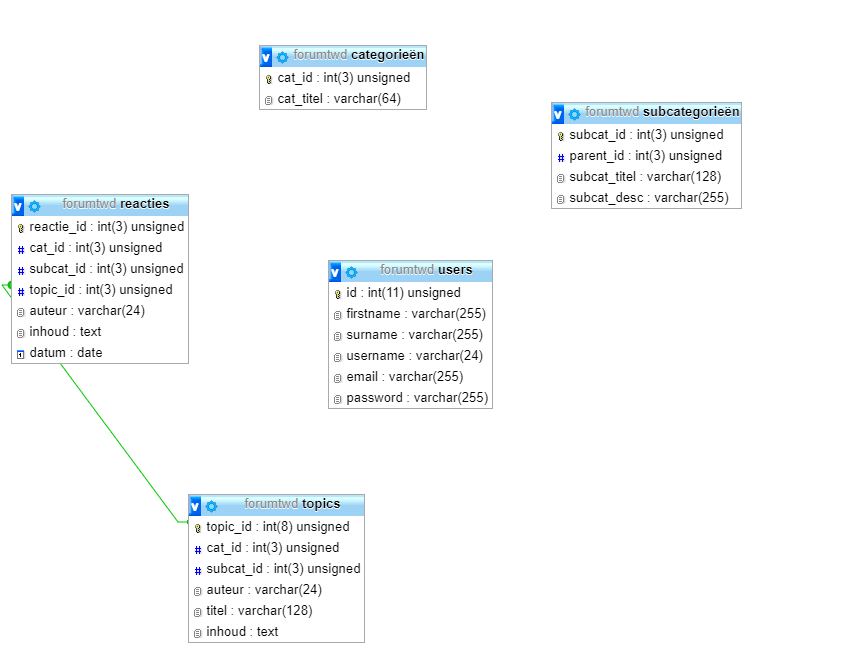 forumtwd categorieën
cat_id : int(3) unsigned
cat_titel : varchar(64)
forumtwd subcategorieën
subcat_id : int(3) unsigned
parent_id : int(3) unsigned
subcat_titel : varchar(128)
subcat_desc : varchar(255)
forumtwd reacties
reactie_id : int(3) unsigned
cat_id : int(3) unsigned
subcat_id : int(3) unsigned
topic_id : int(3) unsigned
auteur : varchar(24)
inhoud : text
datum : date
forumtwd users
id : int(11) unsigned
firstname : varchar(255)
surname : varchar(255)
username : varchar(24)
email : varchar(255)
password : varchar(255)
forumtwd topics
topic_id : int(8) unsigned
cat_id : int(3) unsigned
subcat_id : int(3) unsigned
auteur : varchar(24)
titel : varchar(128)
inhoud : text